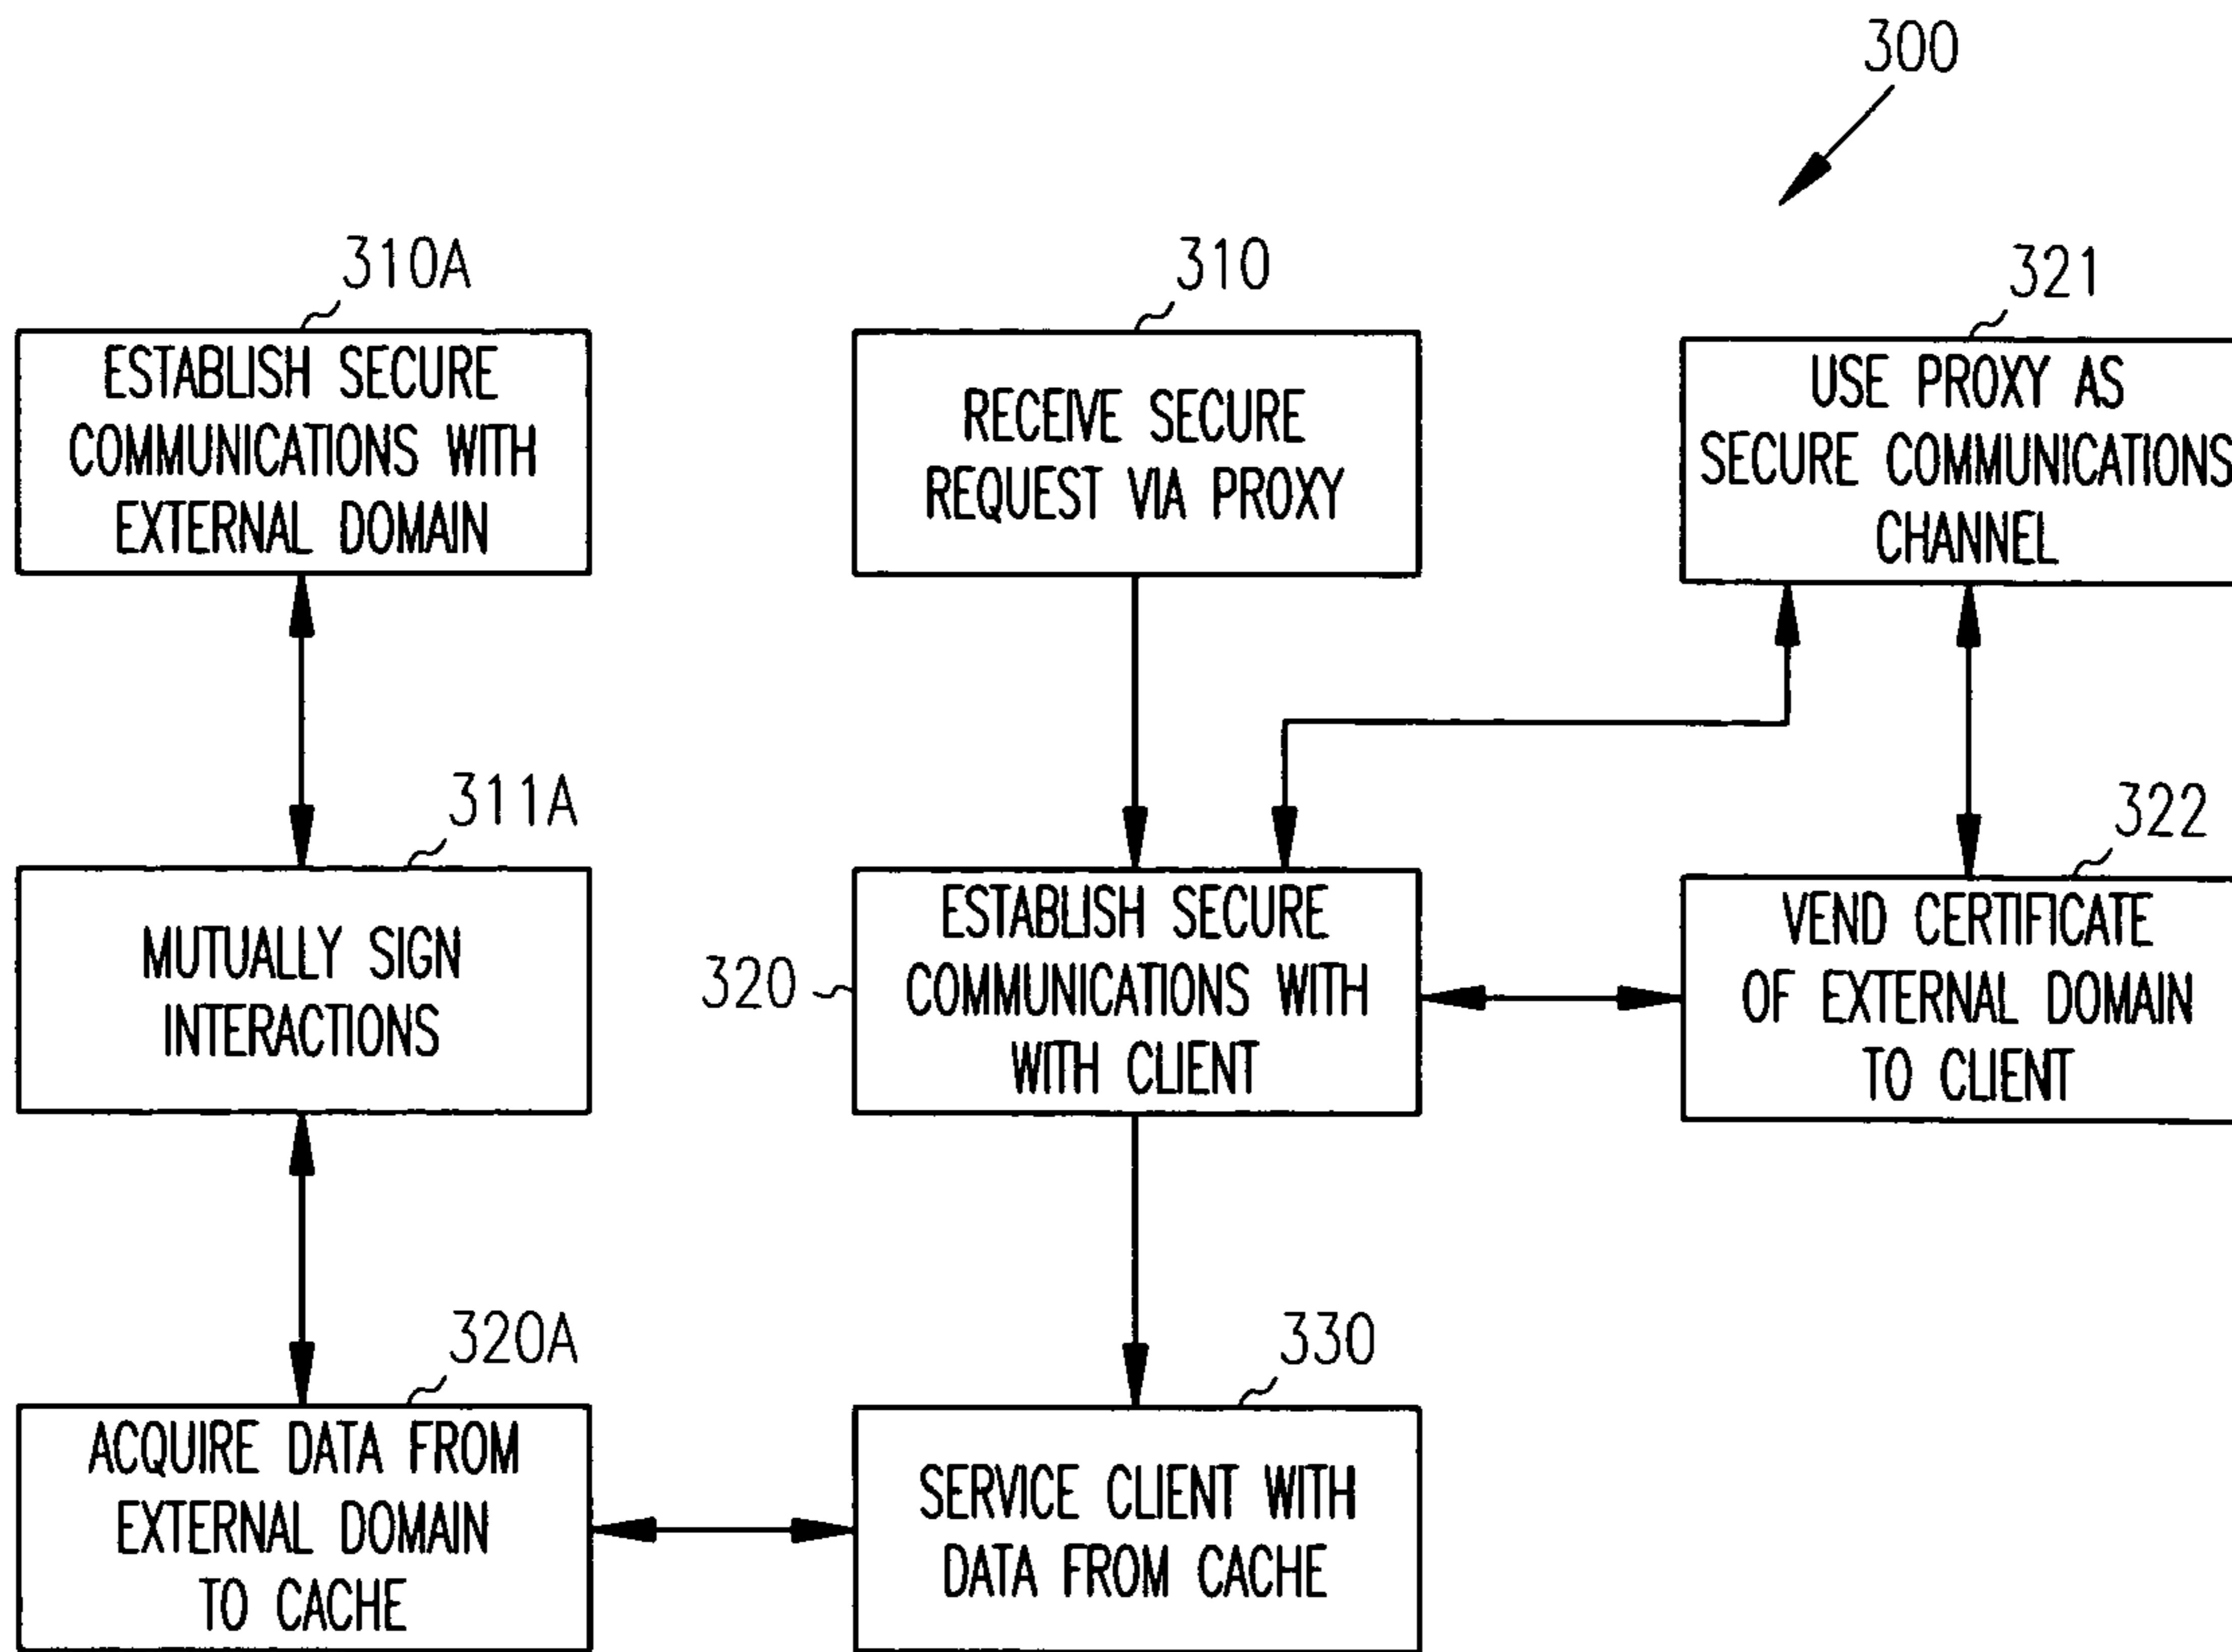 300
310A
ESTABLISH SECURE
COMMUNICATIONS WITH
EXTERNAL DOMAIN
310
RECEIVE SECURE
REQUEST VIA PROXY
321
USE PROXY AS
SECURE COMMUNICATIONS
CHANNEL
311A
MUTUALLY SIGN
INTERACTIONS
320
ESTABLISH SECURE
COMMUNICATIONS WITH
WITH CLIENT
322
VEND CERTIFICATE
OF EXTERNAL DOMAIN
TO CLIENT
320A
ACQUIRE DATA FROM
EXTERNAL DOMAIN
TO CACHE
330
SERVICE CLIENT WITH
DATA FROM CACHE